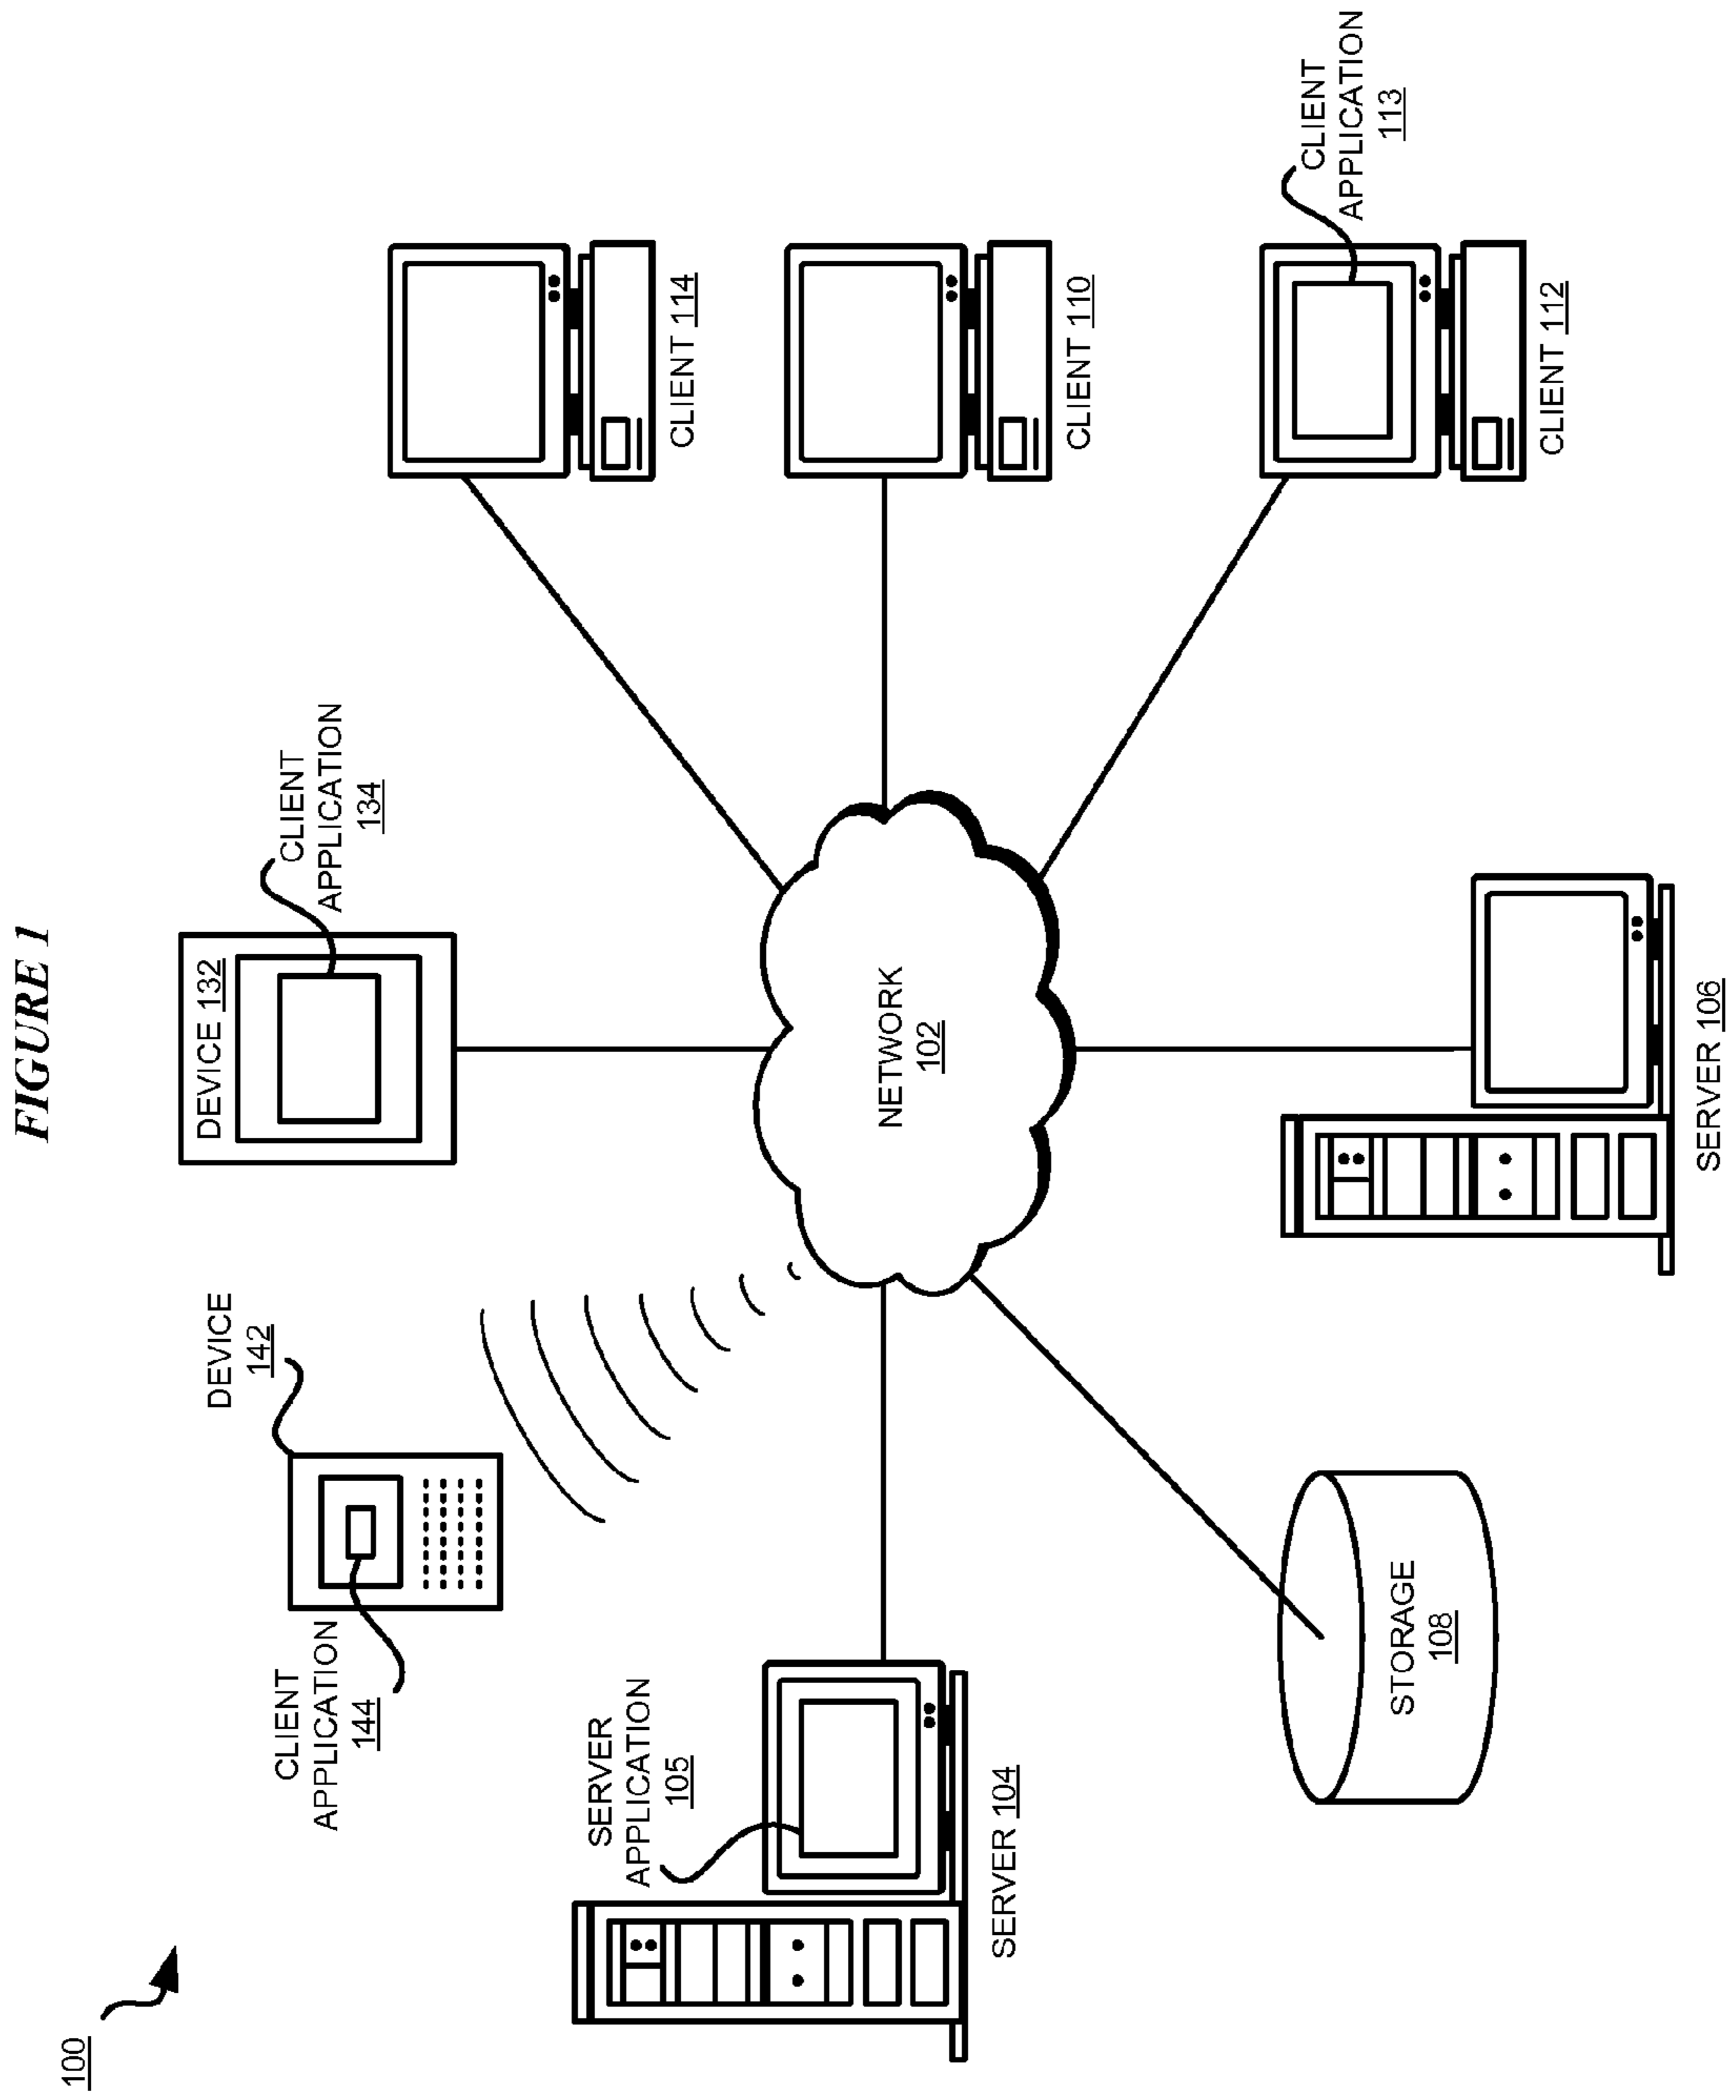 FIGURE 1
100
DEVICE
142
DEVICE 132
CLIENT
APPLICATION
144
CLIENT
APPLICATION
134
SERVER
APPLICATION
105
CLIENT 114
NETWORK
102
CLIENT 110
SERVER 104
CLIENT
APPLICATION
113
STORAGE
108
CLIENT 112
SERVER 106